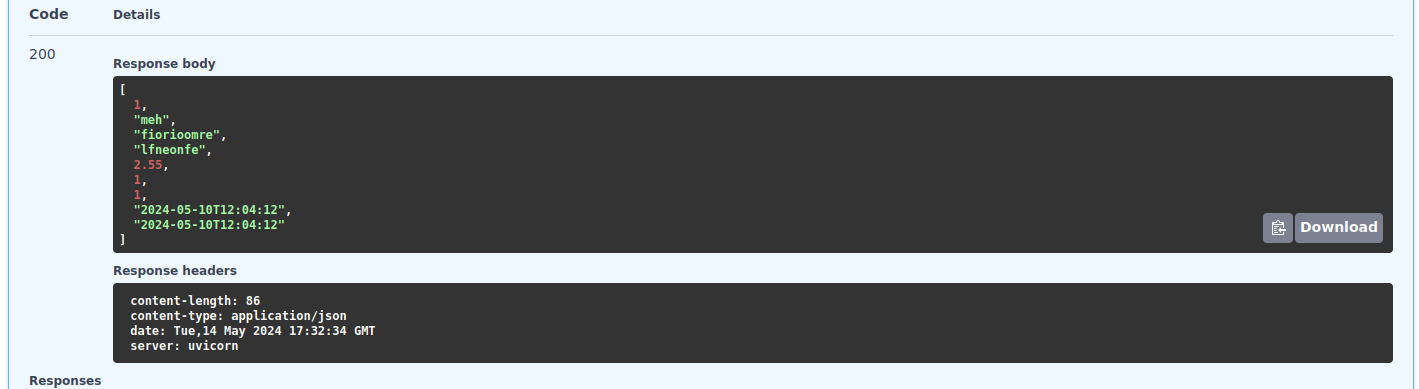 Code Details
200
Response body
[
1,
"meh",
"fiorioomre",
"lfneonfe",
2.55,
1,
1,
"2024-05-10T12:04:12",
"2024-05-10T12:04:12"
]
Download
Response headers
content-length: 86
content-type: application/json
date: Tue,14 May 2024 17:32:34 GMT
server: uvicorn
Responses